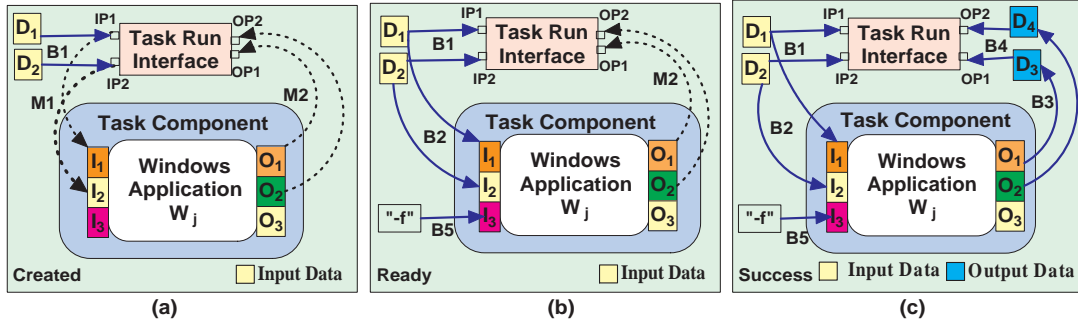 D1
IP1
OP2
B1
Task Run
Interface
D2
IP2
OP1
M1
M2
Task Component
I1
I2
I3
Windows
Application
Wj
O1
O2
O3
Created
Input Data
(a)
D1
IP1
OP2
B1
Task Run
Interface
D2
IP2
OP1
M2
B2
Task Component
I1
I2
I3
Windows
Application
Wj
O1
O2
O3
"-f"
B5
Ready
Input Data
(b)
D1
IP1
OP2
D4
B1
Task Run
Interface
B4
D2
IP2
OP1
D3
B2
B3
Task Component
I1
I2
I3
Windows
Application
Wj
O1
O2
O3
"-f"
B5
Success
Input Data
Output Data
(c)